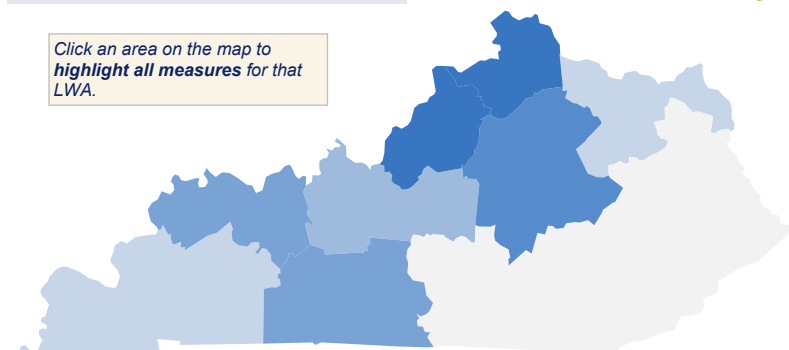 Click an area on the map to
highlight all measures for that
LWA.